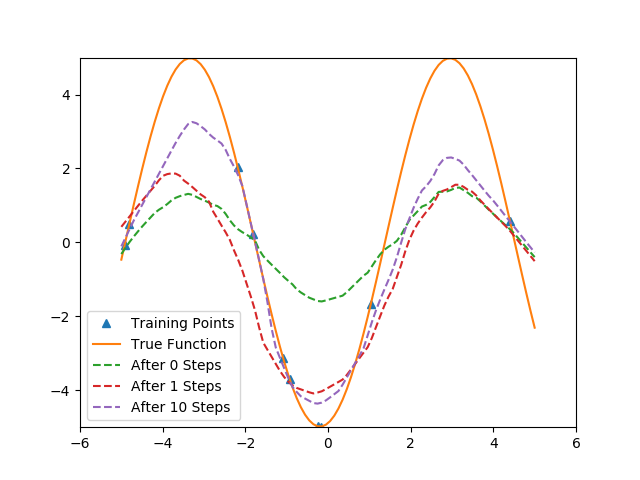 4
2
0
−2
−4
−6
−4
−2
0
2
4
6
Training Points
True Function
After 0 Steps
After 1 Steps
After 10 Steps